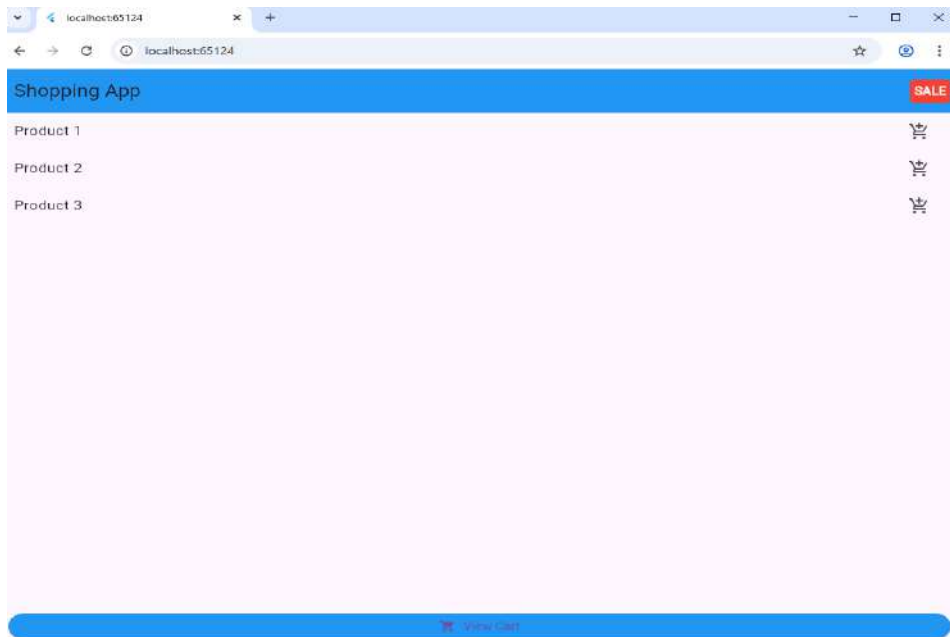 localhost:65124
localhost:65124
Shopping App
SALE
Product 1
Product 2
Product 3
View Cart